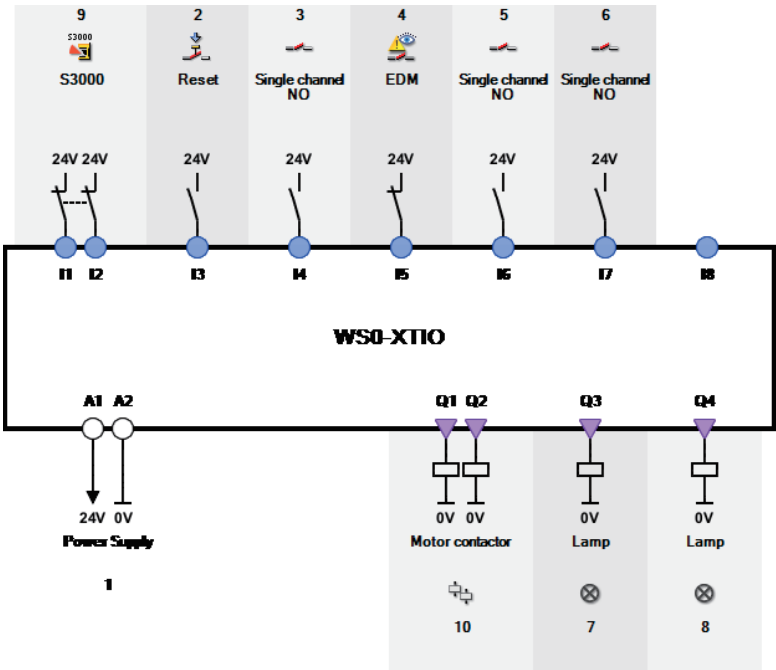 9 2 3 4 5 6
S3000
S3000 Reset Single channel NO EDM Single channel NO Single channel NO
24V 24V 24V 24V 24V 24V 24V
I1 I2 I3 I4 I5 I6 I7 I8
WS0-XTIO
A1 A2 Q1 Q2 Q3 Q4
24V 0V 0V 0V 0V 0V
Power Supply Motor contactor Lamp Lamp
1
10 7 8